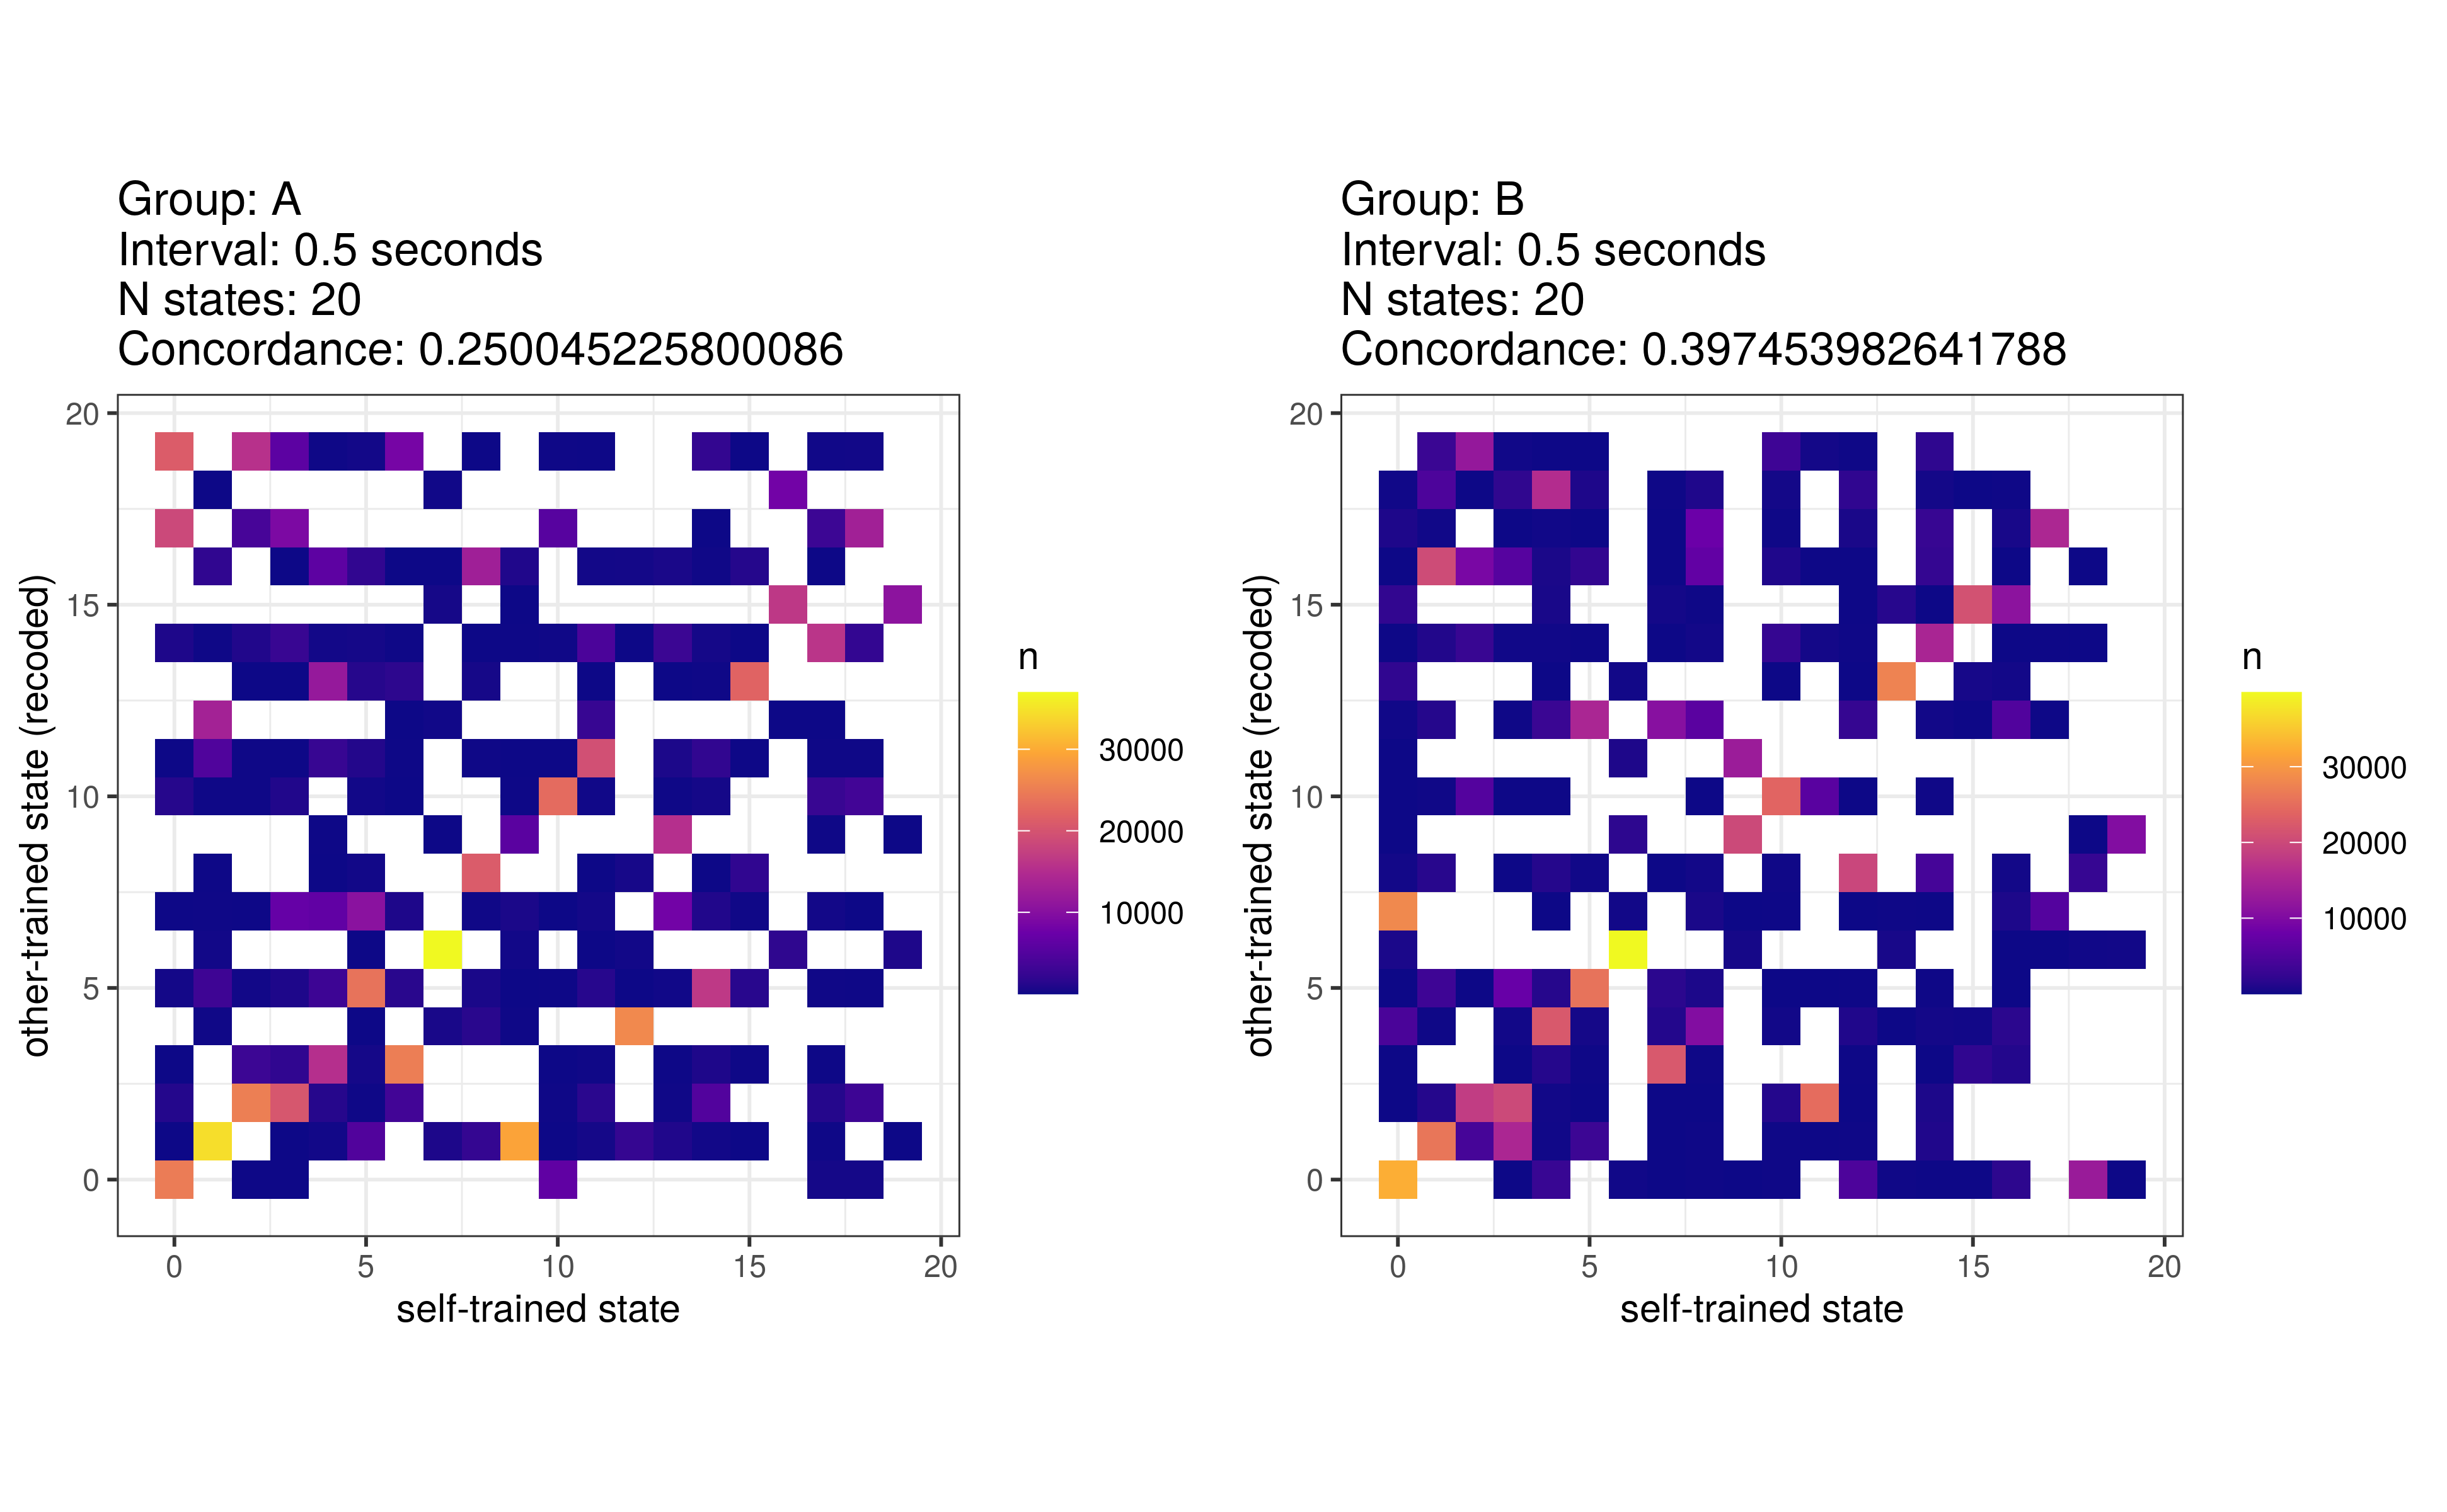 Group: A
Interval: 0.5 seconds
N states: 20
Concordance: 0.250045225800086
20
15
10
5
0
0 5 10 15 20
other-trained state (recoded)
self-trained state
n
30000
20000
10000
Group: B
Interval: 0.5 seconds
N states: 20
Concordance: 0.397453982641788
20
15
10
5
0
0 5 10 15 20
other-trained state (recoded)
self-trained state
n
30000
20000
10000